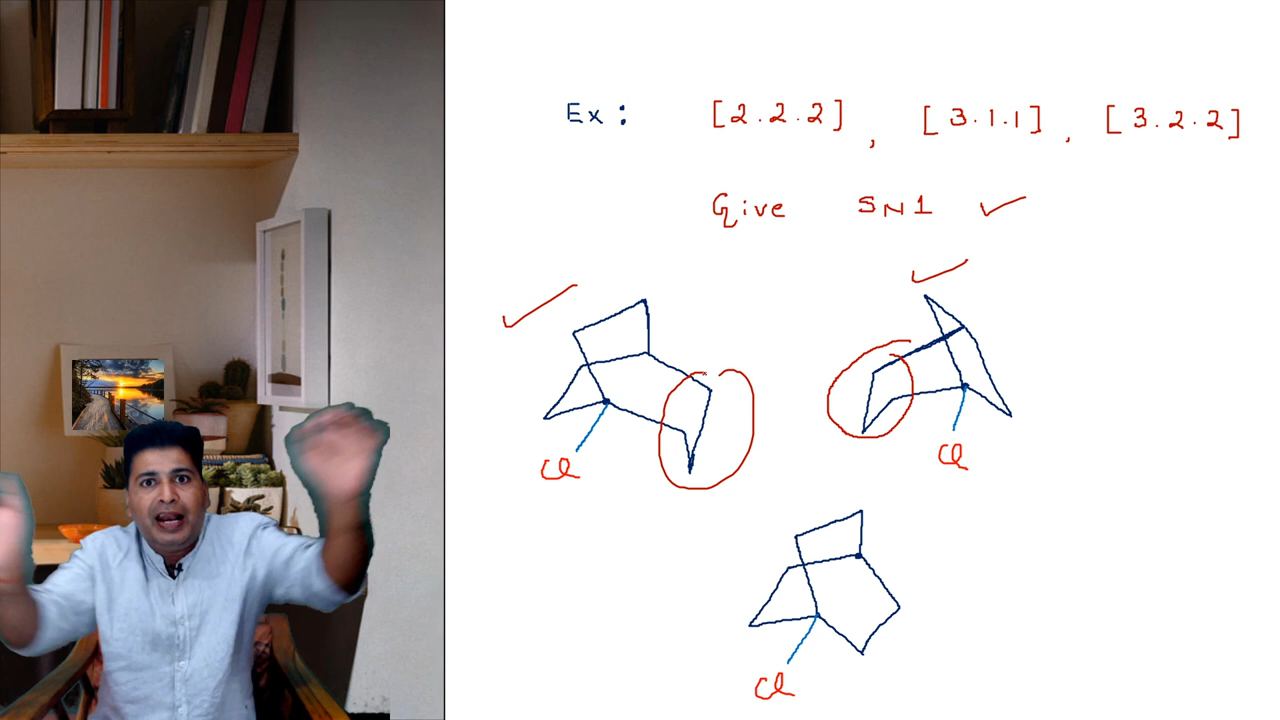 Ex: [2.2.2], [3.1.1], [3.2.2]
Give SN1 ✓
Cl
Cl
Cl